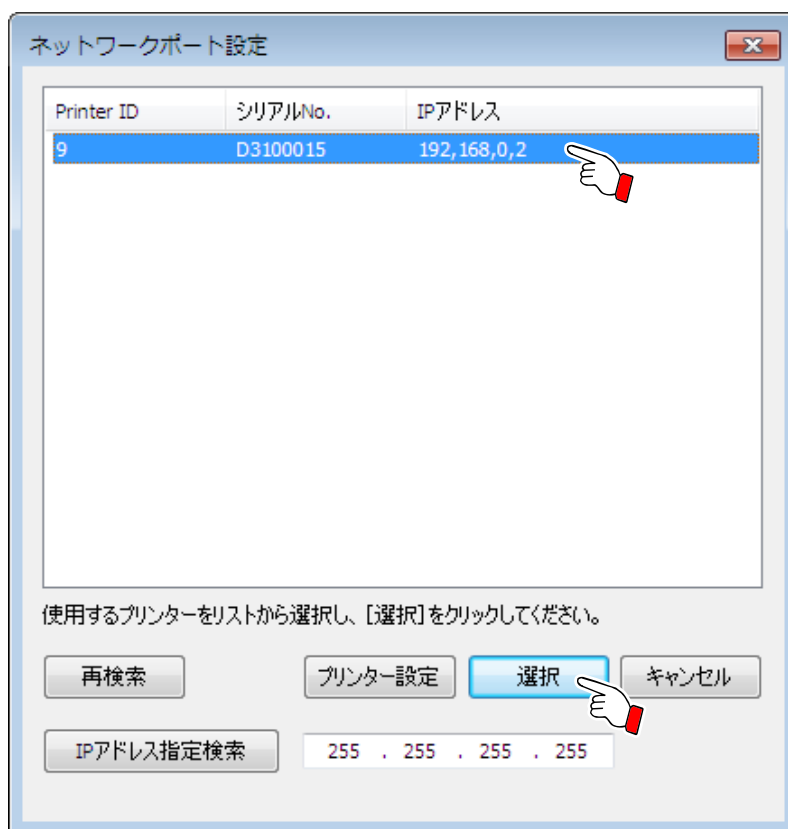 ネットワークポート設定
Printer ID シリアルNo. IPアドレス
9 D3100015 192,168,0,2
使用するプリンターをリストから選択し、[選択]をクリックしてください。
再検索 プリンター設定 選択 キャンセル
IPアドレス指定検索 255 . 255 . 255 . 255